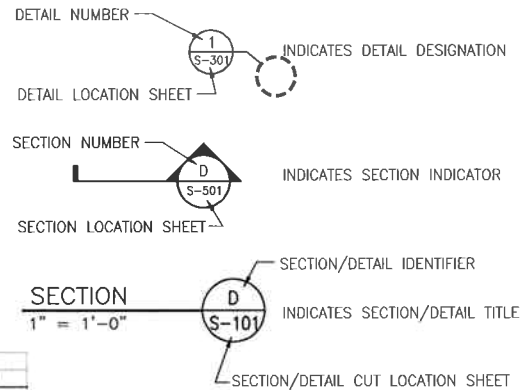 DETAIL NUMBER
1
S-301
INDICATES DETAIL DESIGNATION
DETAIL LOCATION SHEET
SECTION NUMBER
D
S-501
INDICATES SECTION INDICATOR
SECTION LOCATION SHEET
SECTION/DETAIL IDENTIFIER
SECTION
D
1" = 1'-0"
S-101
INDICATES SECTION/DETAIL TITLE
SECTION/DETAIL CUT LOCATION SHEET